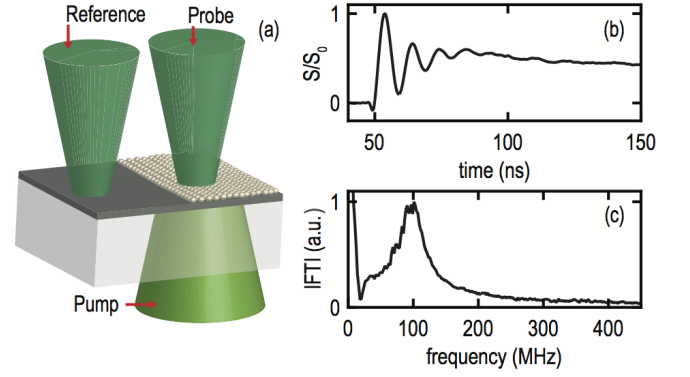 Reference
Probe
(a)
Pump
1
(b)
S/S₀
0
50
100
150
time (ns)
1
(c)
|FT| (a.u.)
0
0
100
200
300
400
frequency (MHz)